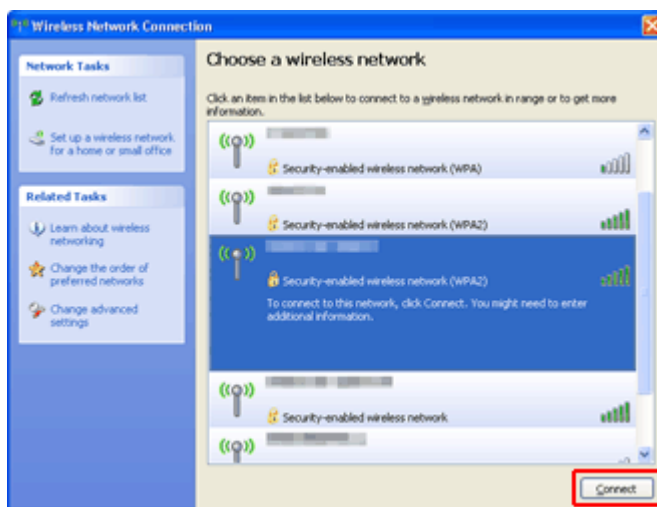 Wireless Network Connection
Network Tasks
Refresh network list
Set up a wireless network
for a home or small office
Related Tasks
Learn about wireless
networking
Change the order of
preferred networks
Change advanced
settings
Choose a wireless network
Click an item in the list below to connect to a wireless network in range or to get more
information.
Security-enabled wireless network (WPA)
Security-enabled wireless network (WPA2)
Security-enabled wireless network (WPA2)
To connect to this network, click Connect. You might need to enter
additional information.
Security-enabled wireless network
Connect